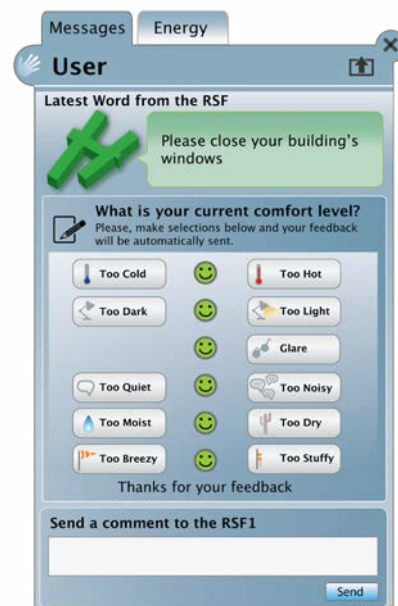 Messages
Energy
User
Latest Word from the RSF
Please close your building's
windows
What is your current comfort level?
Please, make selections below and your feedback
will be automatically sent.
Too Cold
Too Hot
Too Dark
Too Light
Glare
Too Quiet
Too Noisy
Too Moist
Too Dry
Too Breezy
Too Stuffy
Thanks for your feedback
Send a comment to the RSF1
Send